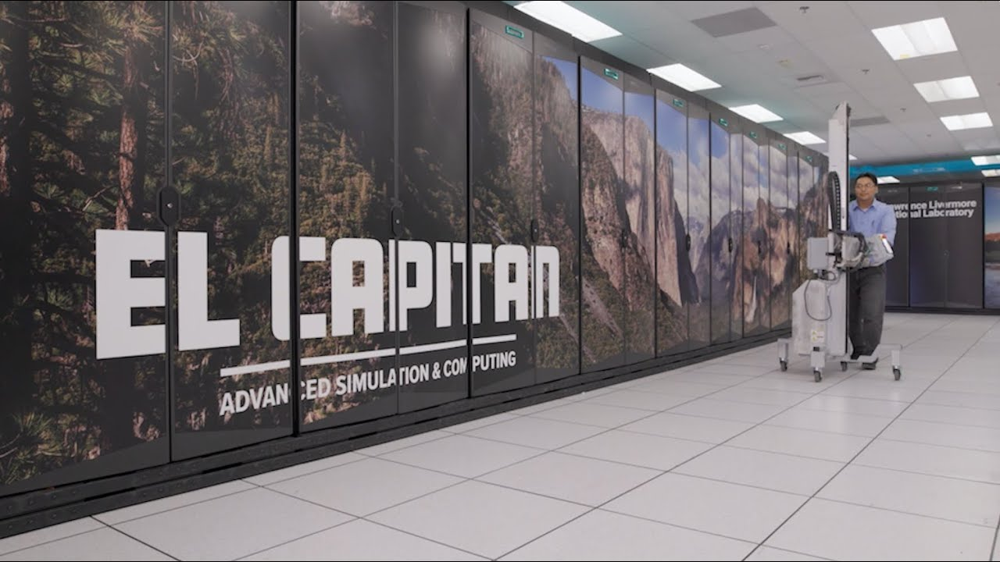 EL CAPITAN
ADVANCED SIMULATION & COMPUTING
wrence Livermore
tional Laboratory